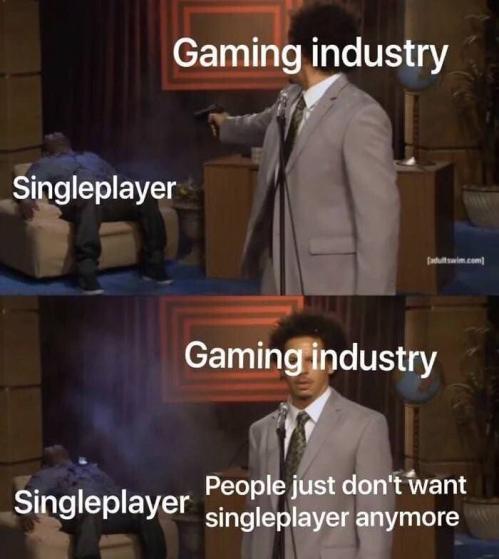 Gaming industry
Singleplayer
[adultswim.com]
Gaming industry
People just don't want
Singleplayer
singleplayer anymore